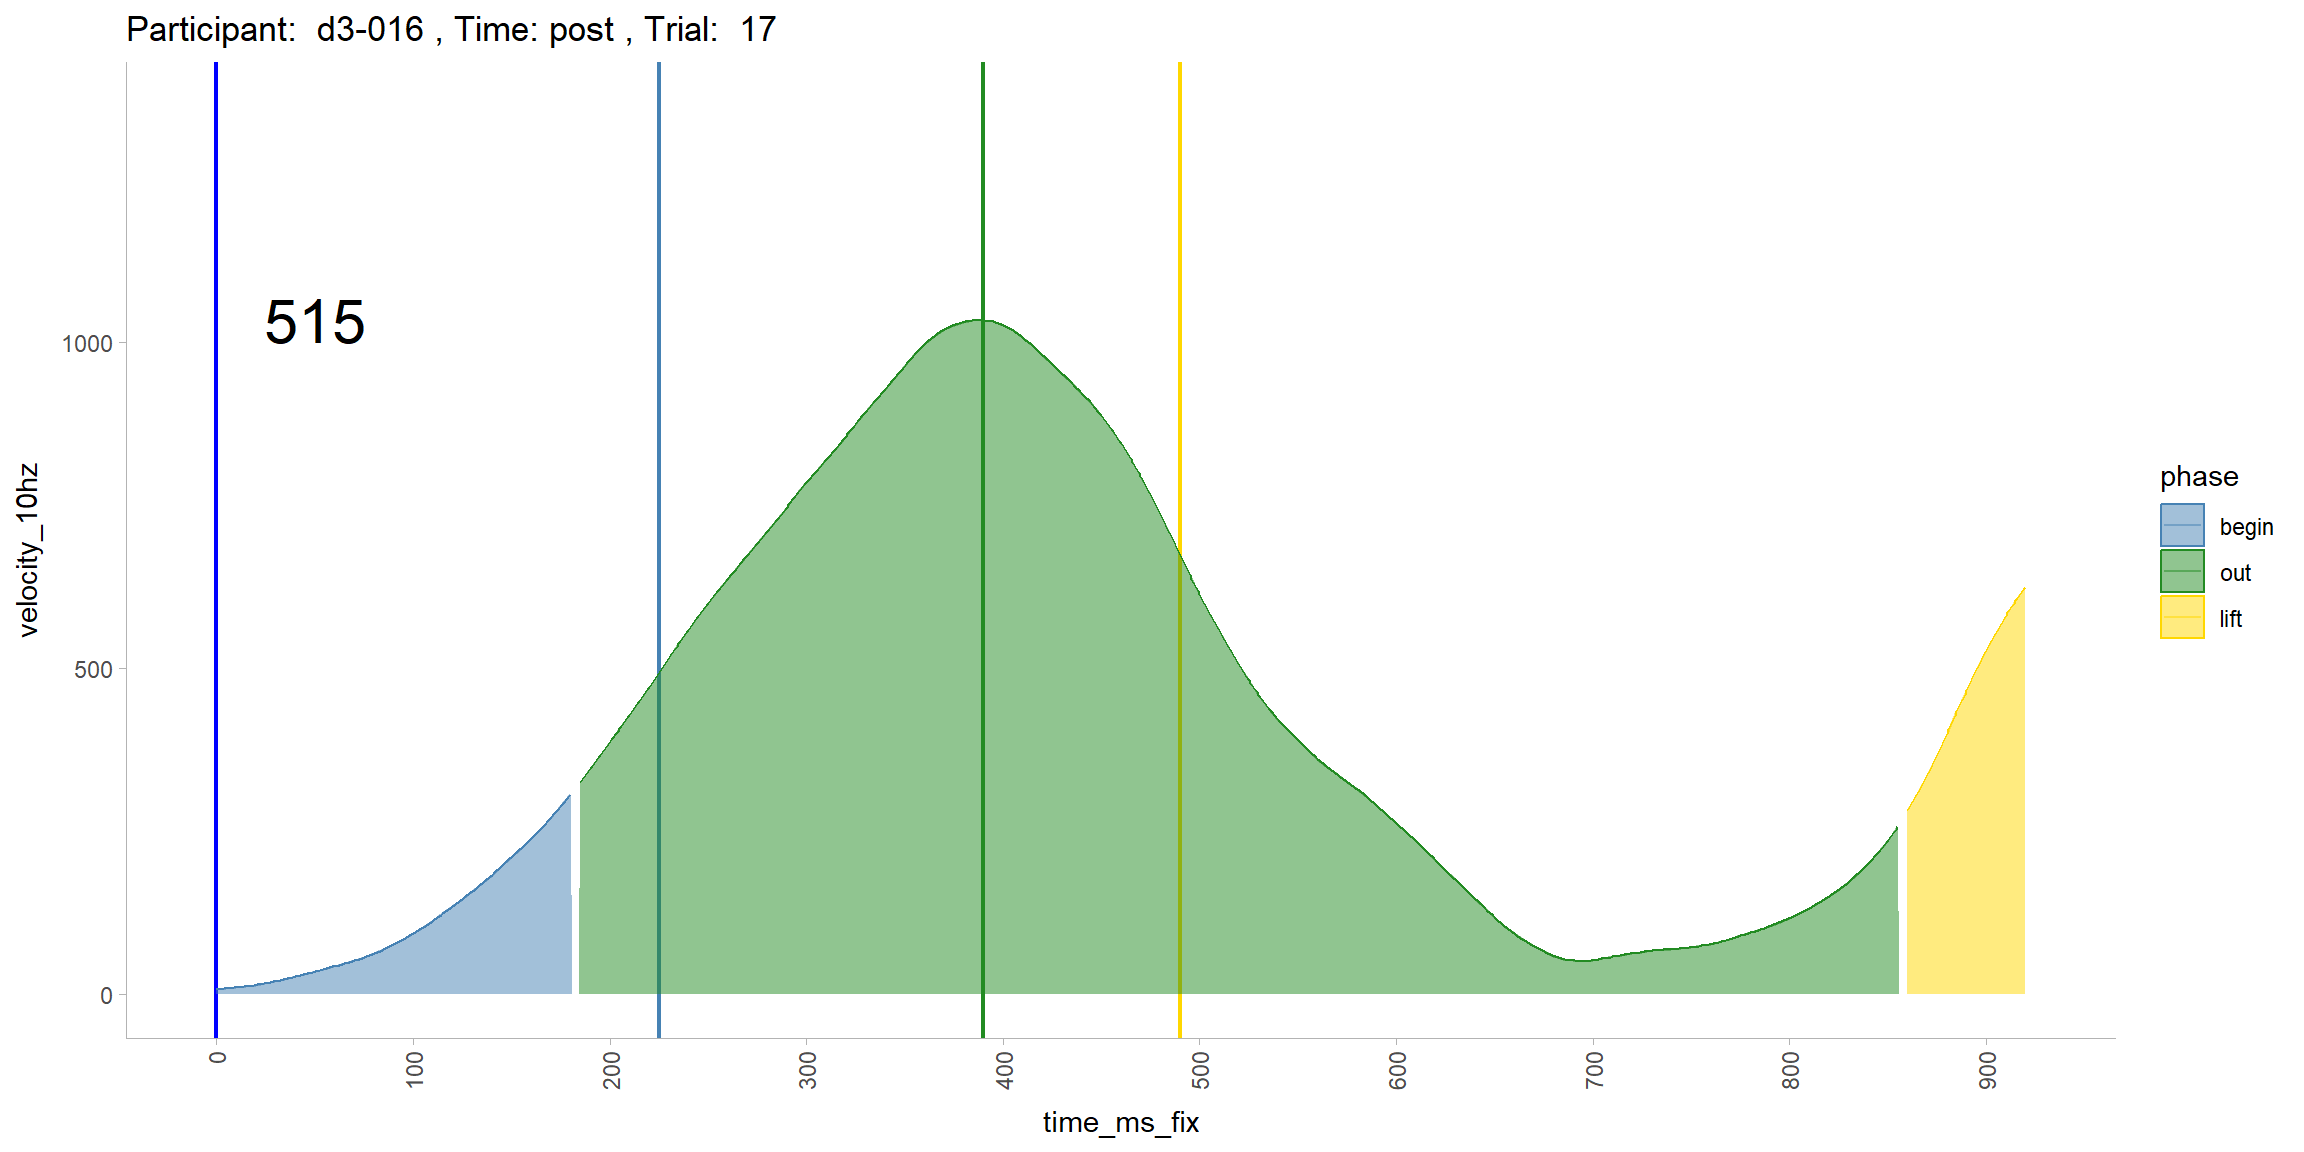 Participant:  d3-016 , Time: post , Trial:  17
515
1000
500
0
velocity_10hz
0
100
200
300
400
500
600
700
800
900
time_ms_fix
phase
begin
out
lift